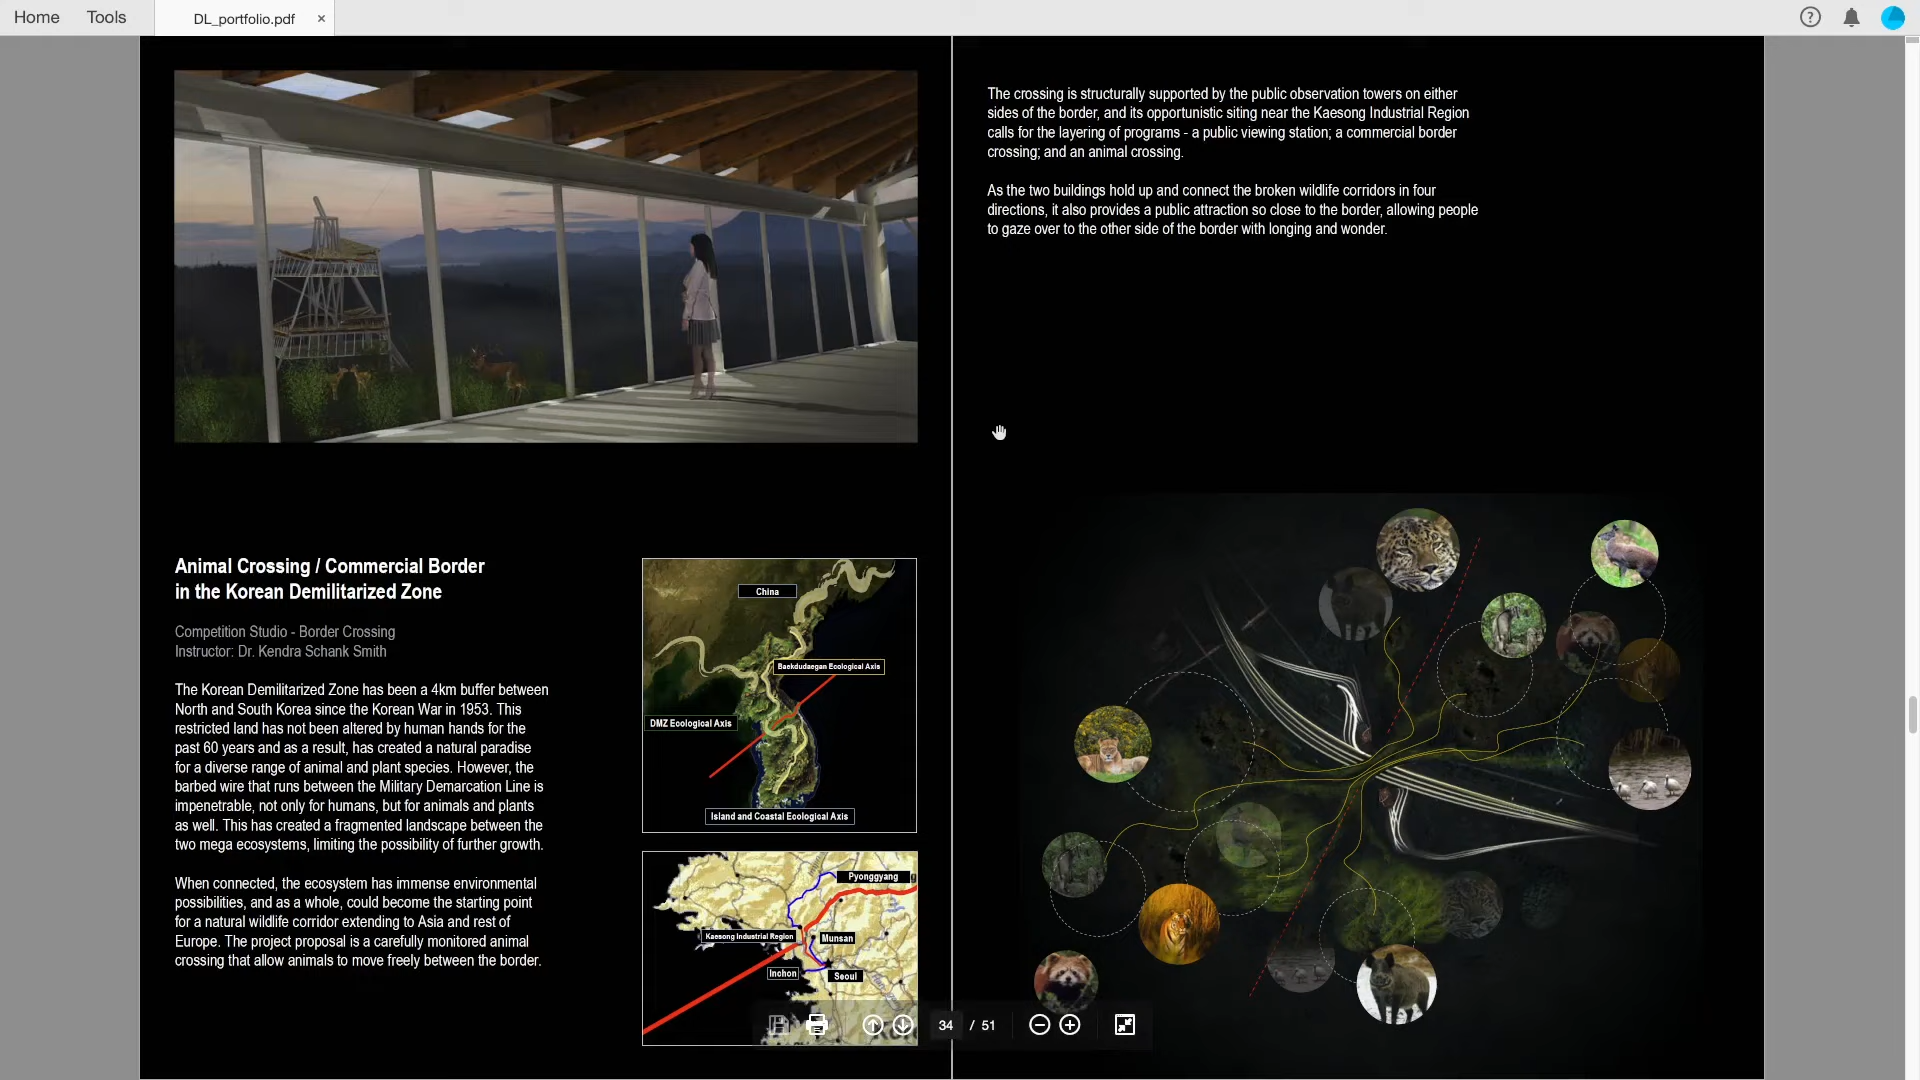 Home
Tools
DL_portfolio.pdf
The crossing is structurally supported by the public observation towers on either
sides of the border, and its opportunistic siting near the Kaesong Industrial Region
calls for the layering of programs - a public viewing station; a commercial border
crossing; and an animal crossing.
As the two buildings hold up and connect the broken wildlife corridors in four
directions, it also provides a public attraction so close to the border, allowing people
to gaze over to the other side of the border with longing and wonder.
Animal Crossing / Commercial Border
in the Korean Demilitarized Zone
Competition Studio - Border Crossing
Instructor: Dr. Kendra Schank Smith
The Korean Demilitarized Zone has been a 4km buffer between
North and South Korea since the Korean War in 1953. This
restricted land has not been altered by human hands for the
past 60 years and as a result, has created a natural paradise
for a diverse range of animal and plant species. However, the
barbed wire that runs between the Military Demarcation Line is
impenetrable, not only for humans, but for animals and plants
as well. This has created a fragmented landscape between the
two mega ecosystems, limiting the possibility of further growth.
When connected, the ecosystem has immense environmental
possibilities, and as a whole, could become the starting point
for a natural wildlife corridor extending to Asia and rest of
Europe. The project proposal is a carefully monitored animal
crossing that allow animals to move freely between the border.
China
Baekdudaegan Ecological Axis
DMZ Ecological Axis
Island and Coastal Ecological Axis
Pyonggyang
Kaesong Industrial Region
Munsan
Inchon
Seoul
34 / 51